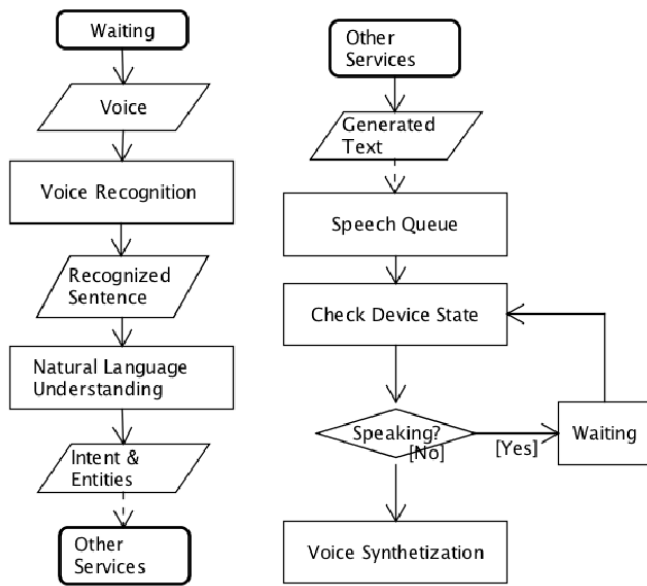 Waiting
Voice
Voice Recognition
Recognized
Sentence
Natural Language
Understanding
Intent &
Entities
Other
Services
Other
Services
Generated
Text
Speech Queue
Check Device State
Speaking?
[No]
[Yes]
Waiting
Voice Synthetization